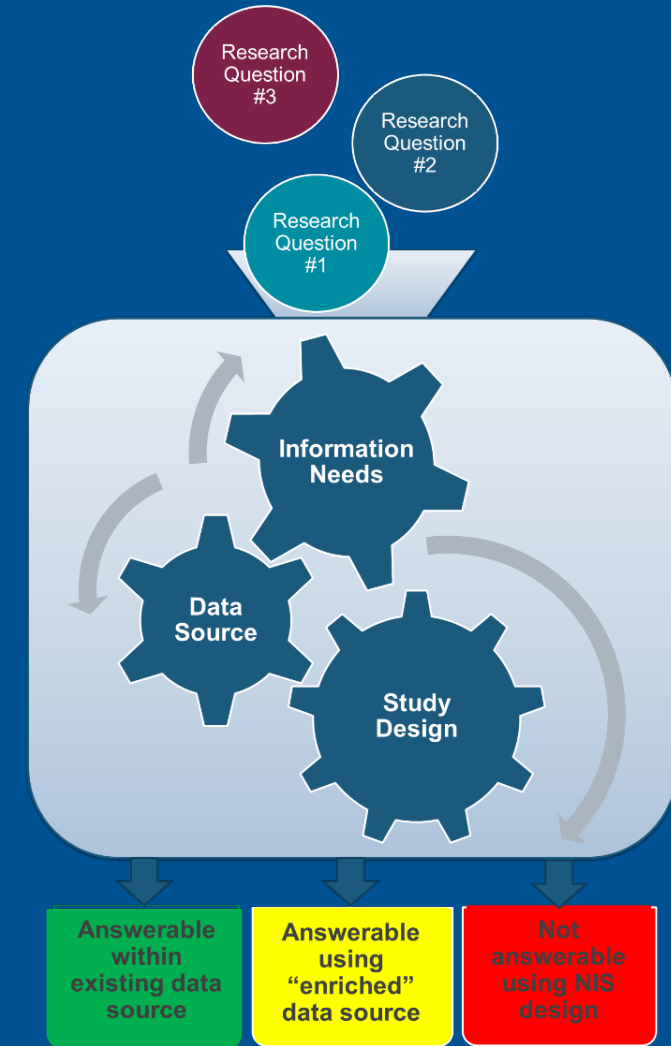 Research
Question
#3
Research
Question
#2
Research
Question
#1
Information
Needs
Data
Source
Study
Design
Answerable
within
existing data
source
Answerable
using
“enriched”
data source
Not
answerable
using NIS
design